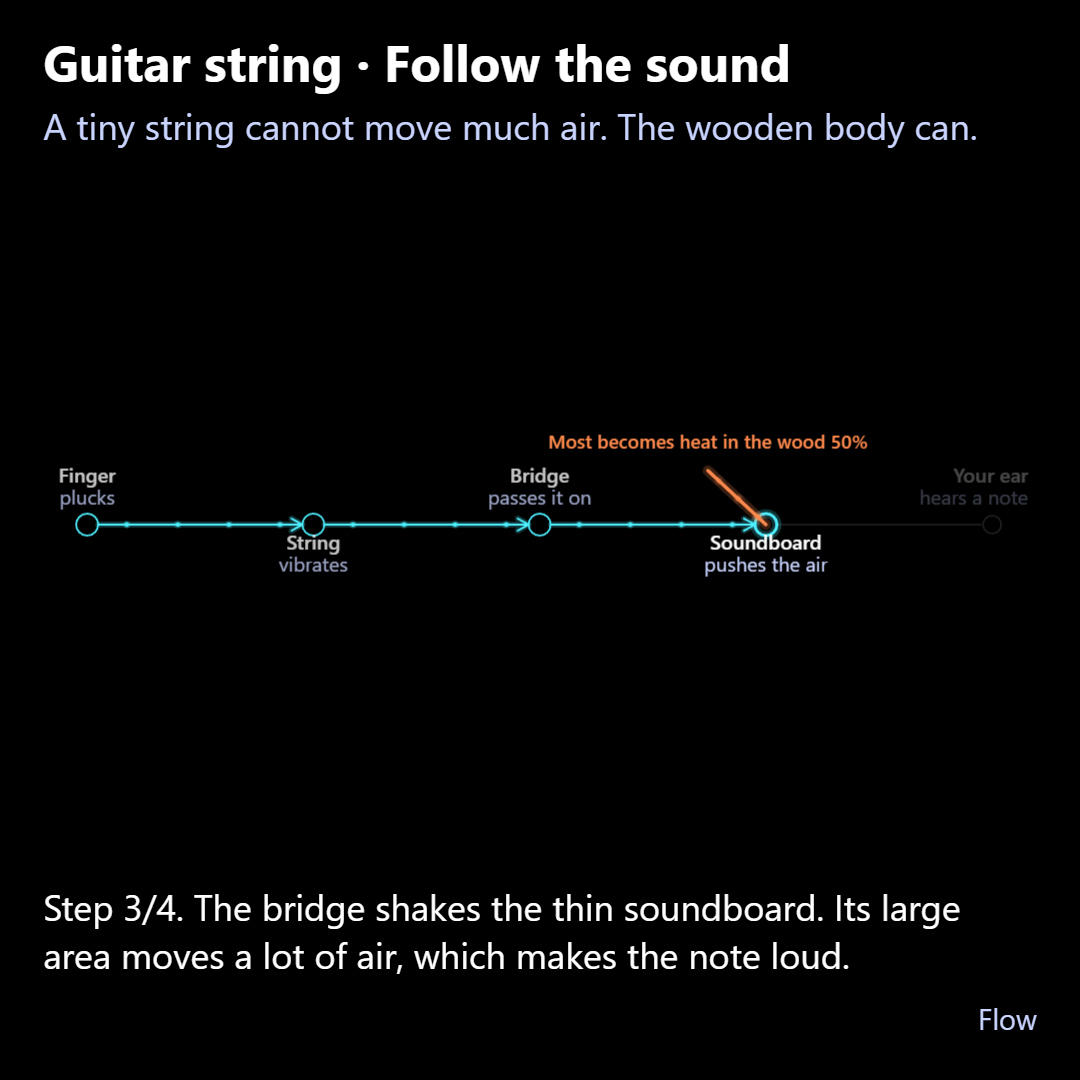 Guitar string · Follow the sound
A tiny string cannot move much air. The wooden body can.
Most becomes heat in the wood 50%
Finger
plucks
Bridge
passes it on
Your ear
hears a note
String
vibrates
Soundboard
pushes the air
Step 3/4. The bridge shakes the thin soundboard. Its large
area moves a lot of air, which makes the note loud.
Flow